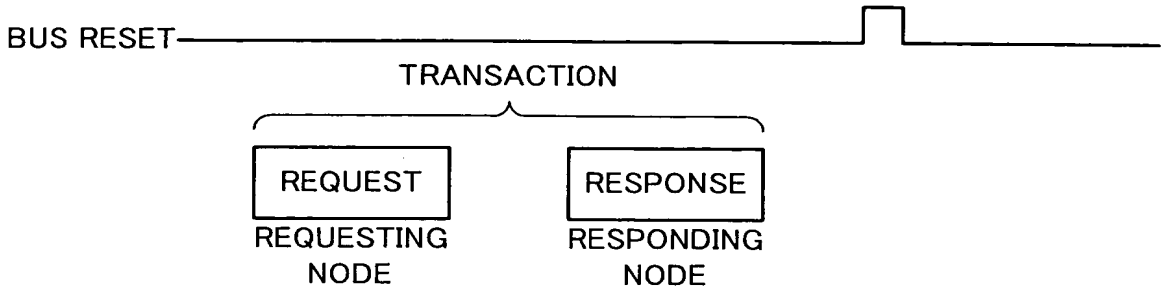 BUS RESET
TRANSACTION
REQUEST
RESPONSE
REQUESTING
NODE
RESPONDING
NODE